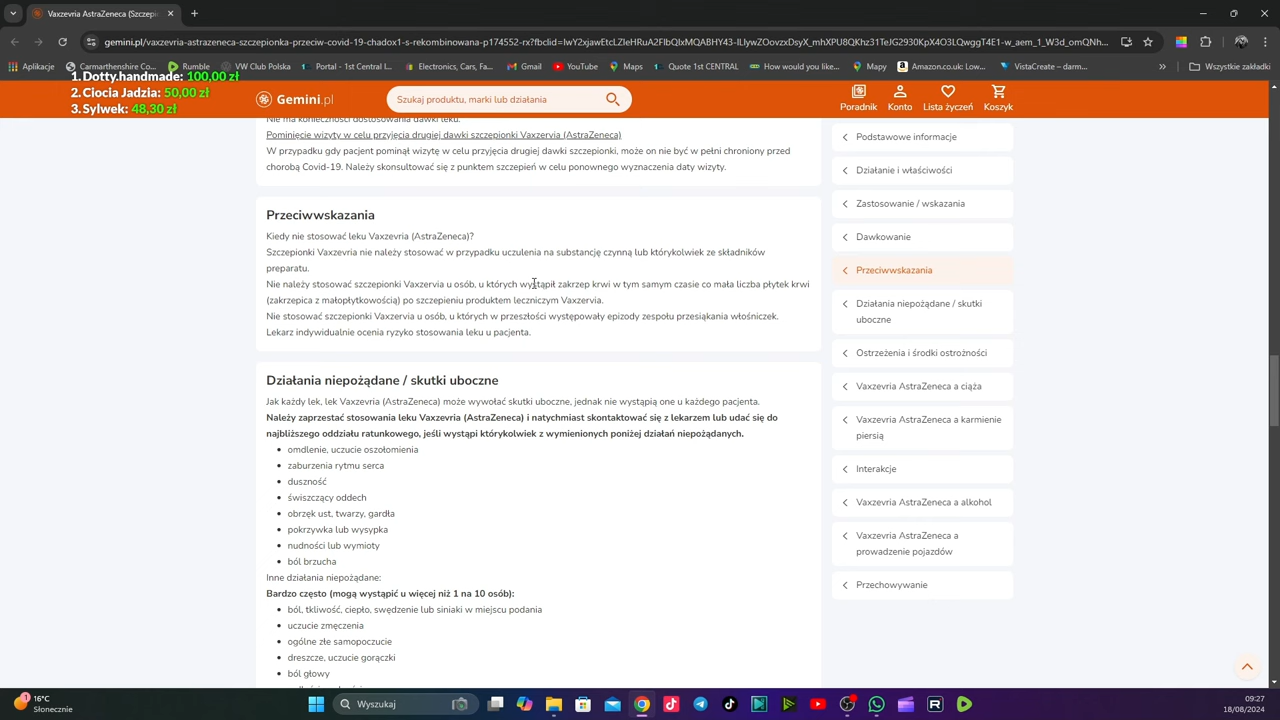 Vaxzevria AstraZeneca (Szczepi
gemini.pl/vaxzevria-astrazeneca-szczepionka-przeciw-covid-19-chadox1-s-rekombinowana-p-174552-rx?fbclid=
Aplikacje
Carmarthenshire Co...
Rumble
VW Club Polska
Portal - 1st Central I...
Electronics, Cars, Fa...
Gmail
YouTube
Maps
Quote 1st CENTRAL
How would you like...
Mapy
Amazon.co.uk: Low...
VistaCreate – darm...
Wszystkie zakładki
1. Dotty.handmade: 100,00 zł
2. Ciocia Jadzia: 50,00 zł
3. Sylwek: 48,30 zł
Gemini.pl
Szukaj produktu, marki lub działania
Poradnik
Konto
Lista życzeń
Koszyk
Nie ma konieczności dostosowania dawki leku.
Pominięcie wizyty w celu przyjęcia drugiej dawki szczepionki Vaxzervia (AstraZeneca)
W przypadku gdy pacjent pominął wizytę w celu przyjęcia drugiej dawki szczepionki, może on nie być w pełni chroniony przed
chorobą Covid-19. Należy skonsultować się z punktem szczepień w celu ponownego wyznaczenia daty wizyty.
Przeciwwskazania
Kiedy nie stosować leku Vaxzevria (AstraZeneca)?
Szczepionki Vaxzevria nie należy stosować w przypadku uczulenia na substancję czynną lub którykolwiek ze składników
preparatu.
Nie należy stosować szczepionki Vaxzervia u osób, u których wystąpił zakrzep krwi w tym samym czasie co mała liczba płytek krwi
(zakrzepica z małopłytkowością) po szczepieniu produktem leczniczym Vaxzervia.
Nie stosować szczepionki Vaxzervia u osób, u których w przeszłości występowały epizody zespołu przesiąkania włośniczek.
Lekarz indywidualnie ocenia ryzyko stosowania leku u pacjenta.
Działania niepożądane / skutki uboczne
Jak każdy lek, lek Vaxzevria (AstraZeneca) może wywołać skutki uboczne, jednak nie wystąpią one u każdego pacjenta.
Należy zaprzestać stosowania leku Vaxzevria (AstraZeneca) i natychmiast skontaktować się z lekarzem lub udać się do
najbliższego oddziału ratunkowego, jeśli wystąpi którykolwiek z wymienionych poniżej działań niepożądanych.
omdlenie, uczucie oszołomienia
zaburzenia rytmu serca
duszność
świszczący oddech
obrzęk ust, twarzy, gardła
pokrzywka lub wysypka
nudności lub wymioty
ból brzucha
Inne działania niepożądane:
Bardzo często (mogą wystąpić u więcej niż 1 na 10 osób):
ból, tkliwość, ciepło, swędzenie lub siniaki w miejscu podania
uczucie zmęczenia
ogólne złe samopoczucie
dreszcze, uczucie gorączki
ból głowy
Podstawowe informacje
Działanie i właściwości
Zastosowanie / wskazania
Dawkowanie
Przeciwwskazania
Działania niepożądane / skutki
uboczne
Ostrzeżenia i środki ostrożności
Vaxzevria AstraZeneca a ciąża
Vaxzevria AstraZeneca a karmienie
piersią
Interakcje
Vaxzevria AstraZeneca a alkohol
Vaxzevria AstraZeneca a
prowadzenie pojazdów
Przechowywanie
1
16°C
Słonecznie
Wyszukaj
09:27
18/08/2024